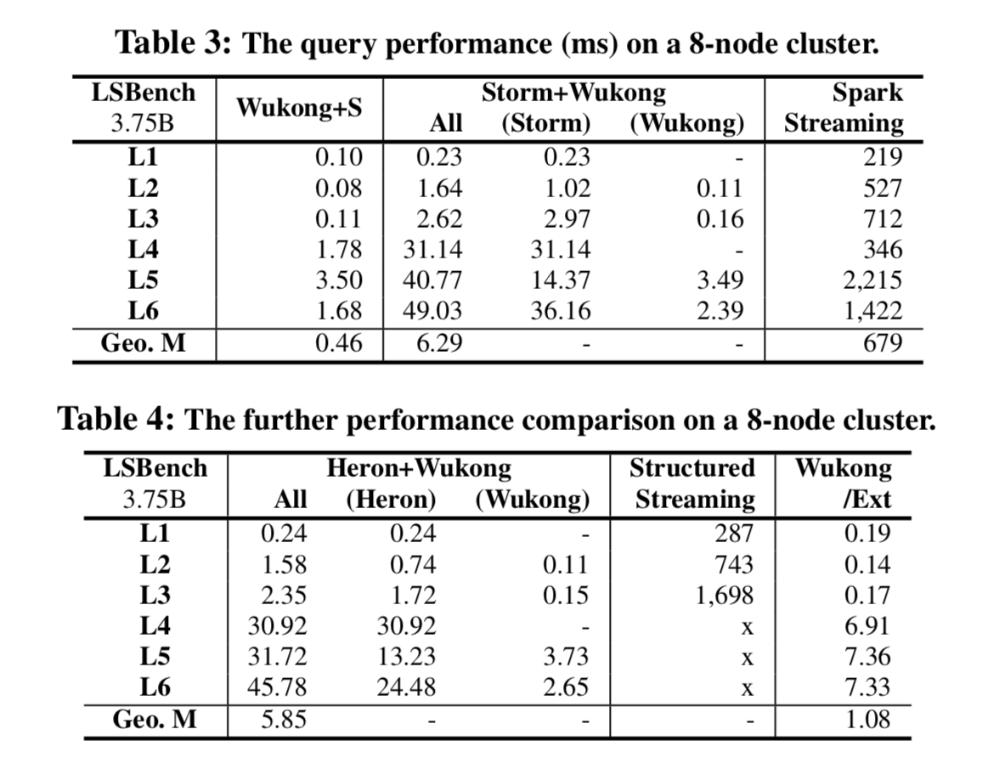 Table 3: The query performance (ms) on a 8-node cluster.
LSBench Wukong+S Storm+Wukong Spark
3.75B All (Storm) (Wukong) Streaming
L1 0.10 0.23 0.23 - 219
L2 0.08 1.64 1.02 0.11 527
L3 0.11 2.62 2.97 0.16 712
L4 1.78 31.14 31.14 - 346
L5 3.50 40.77 14.37 3.49 2,215
L6 1.68 49.03 36.16 2.39 1,422
Geo. M 0.46 6.29 - - 679
Table 4: The further performance comparison on a 8-node cluster.
LSBench Heron+Wukong Structured Wukong
3.75B All (Heron) (Wukong) Streaming /Ext
L1 0.24 0.24 - 287 0.19
L2 1.58 0.74 0.11 743 0.14
L3 2.35 1.72 0.15 1,698 0.17
L4 30.92 30.92 - x 6.91
L5 31.72 13.23 3.73 x 7.36
L6 45.78 24.48 2.65 x 7.33
Geo. M 5.85 - - - 1.08